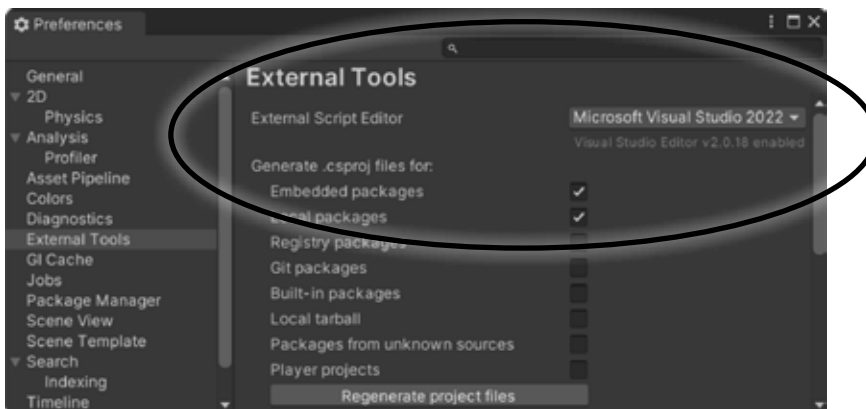 Preferences
General
2D
Physics
Analysis
Profiler
Asset Pipeline
Colors
Diagnostics
External Tools
GI Cache
Jobs
Package Manager
Scene View
Scene Template
Search
Indexing
Timeline
External Tools
External Script Editor Microsoft Visual Studio 2022
Visual Studio Editor v2.0.18 enabled
Generate .csproj files for:
Embedded packages
Local packages
Registry packages
Git packages
Built-in packages
Local tarball
Packages from unknown sources
Player projects
Regenerate project files